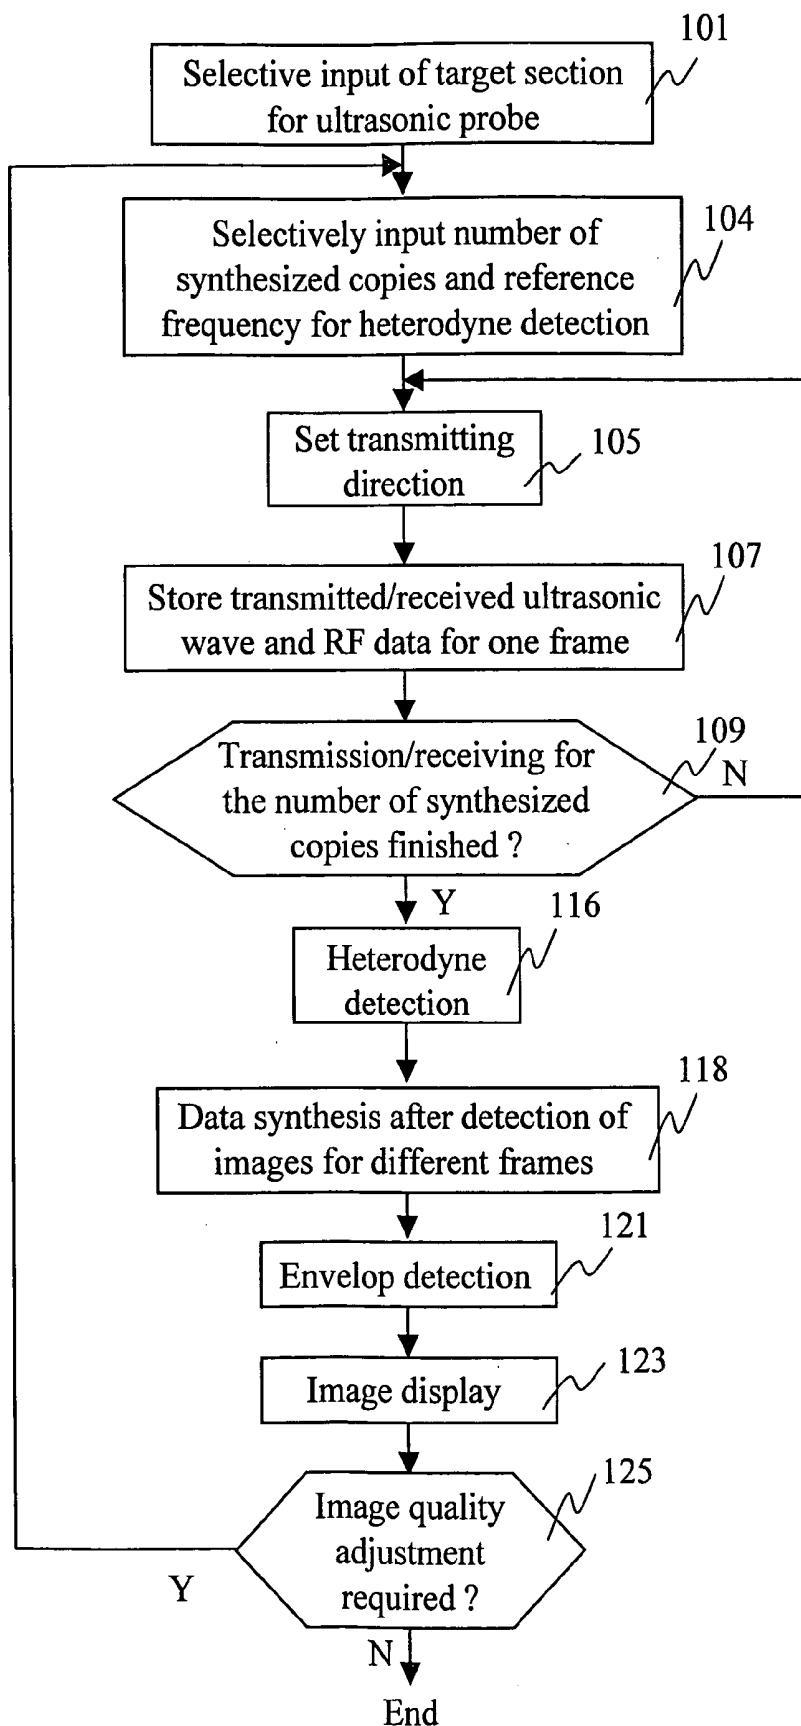 101
Selective input of target section
for ultrasonic probe
104
Selectively input number of
synthesized copies and reference
frequency for heterodyne detection
Set transmitting
direction
105
107
Store transmitted/received ultrasonic
wave and RF data for one frame
109
Transmission/receiving for
the number of synthesized
copies finished ?
N
Y
116
Heterodyne
detection
118
Data synthesis after detection of
images for different frames
121
Envelop detection
123
Image display
125
Image quality
adjustment
required ?
Y
N
End